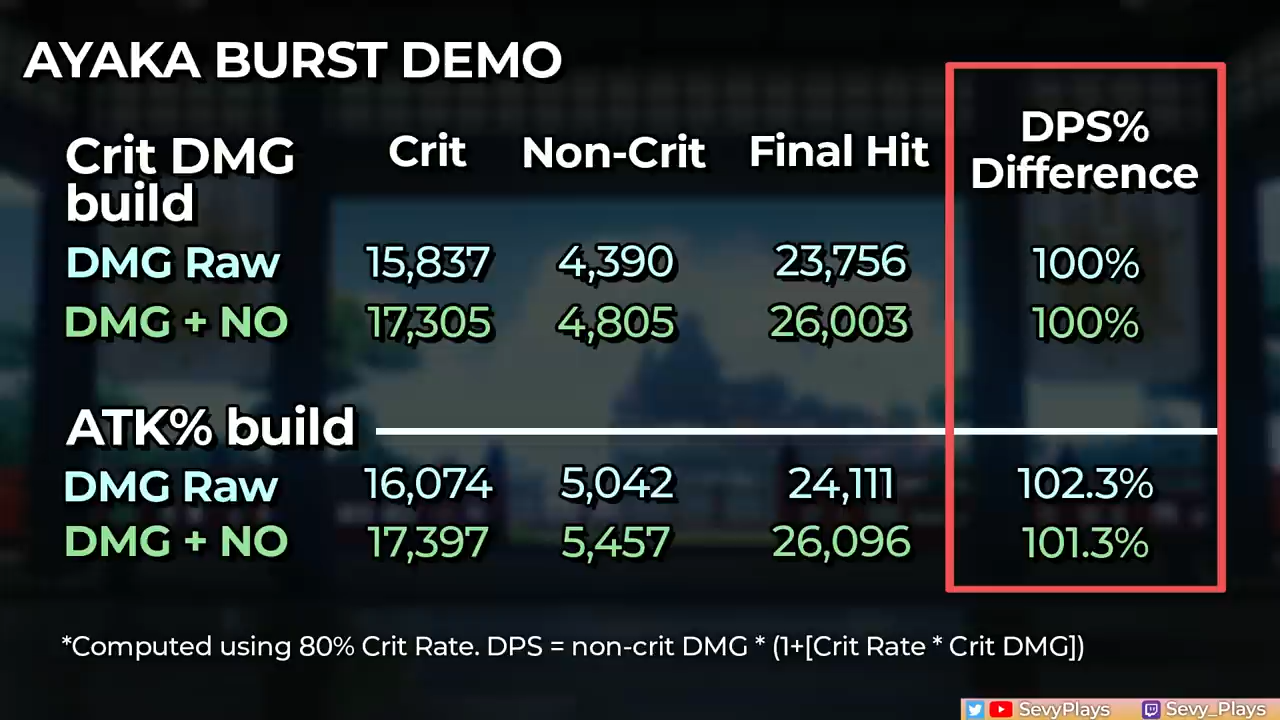 AYAKA BURST DEMO
Crit DMG build Crit Non-Crit Final Hit DPS% Difference
DMG Raw 15,837 4,390 23,756 100%
DMG + NO 17,305 4,805 26,003 100%
ATK% build
DMG Raw 16,074 5,042 24,111 102.3%
DMG + NO 17,397 5,457 26,096 101.3%
*Computed using 80% Crit Rate. DPS = non-crit DMG * (1+[Crit Rate * Crit DMG])
SevyPlays Sevy_Plays